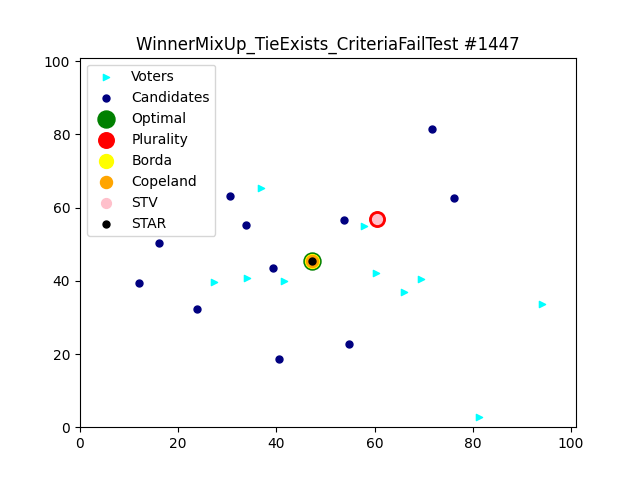 WinnerMixUp_TieExists_CriteriaFailTest #1447
100
80
60
40
20
0
Voters
Candidates
Optimal
Plurality
Borda
Copeland
STV
STAR
0 20 40 60 80 100